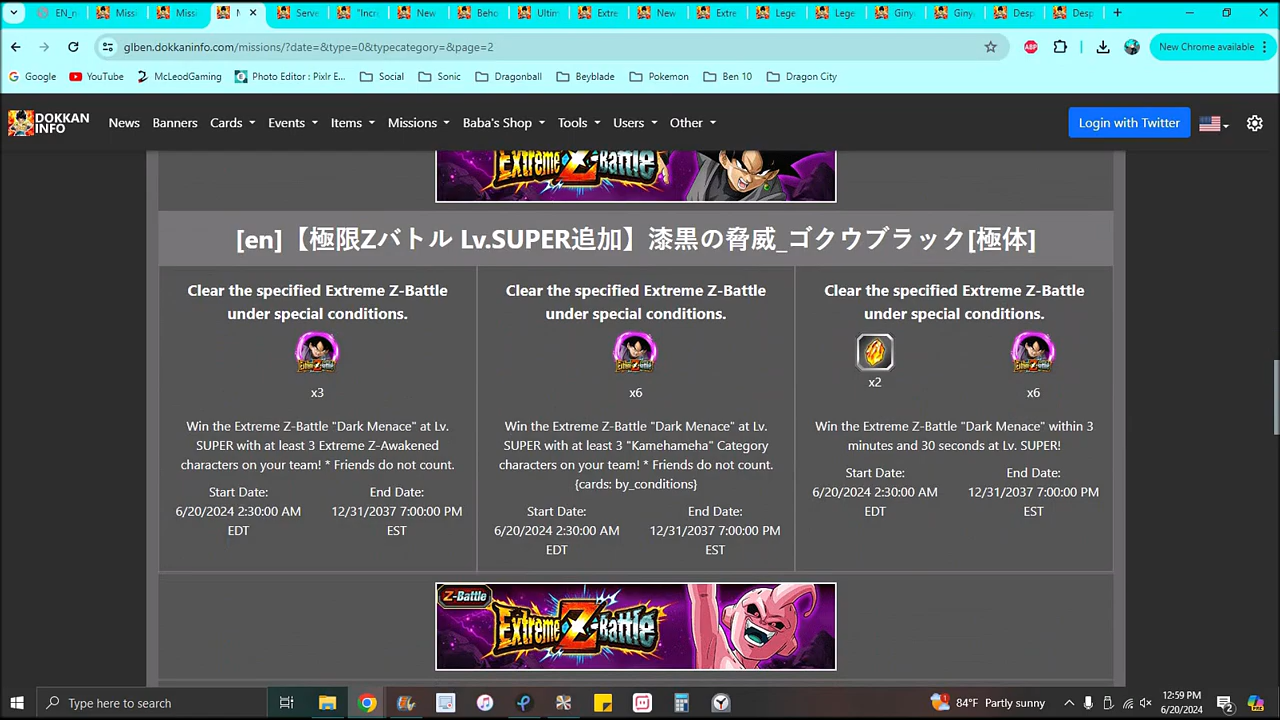 EN_n
Missi
Missi
M
Serve
"Incre
New
Beho
Ultim
Extre
New
Extre
Lege
Lege
Giny
Giny
Desp
Desp
glben.dokkaninfo.com/missions/?date=&type=0&typecategory=&page=2
ABP
New Chrome available
Google
YouTube
McLeodGaming
Photo Editor : Pixlr E...
Social
Sonic
Dragonball
Beyblade
Pokemon
Ben 10
Dragon City
DOKKAN
INFO
News
Banners
Cards
Events
Items
Missions
Baba's Shop
Tools
Users
Other
Login with Twitter
Extreme Z-Battle
[en]【極限Zバトル Lv.SUPER追加】漆黒の脅威_ゴクウブラック[極体]
Clear the specified Extreme Z-Battle
under special conditions.
x3
Win the Extreme Z-Battle "Dark Menace" at Lv.
SUPER with at least 3 Extreme Z-Awakened
characters on your team! * Friends do not count.
Start Date:
6/20/2024 2:30:00 AM
EDT
End Date:
12/31/2037 7:00:00 PM
EST
Clear the specified Extreme Z-Battle
under special conditions.
x6
Win the Extreme Z-Battle "Dark Menace" at Lv.
SUPER with at least 3 "Kamehameha" Category
characters on your team! * Friends do not count.
{cards: by_conditions}
Start Date:
6/20/2024 2:30:00 AM
EDT
End Date:
12/31/2037 7:00:00 PM
EST
Clear the specified Extreme Z-Battle
under special conditions.
x2
x6
Win the Extreme Z-Battle "Dark Menace" within 3
minutes and 30 seconds at Lv. SUPER!
Start Date:
6/20/2024 2:30:00 AM
EDT
End Date:
12/31/2037 7:00:00 PM
EST
Z-Battle
Extreme Z-Battle
Type here to search
84°F Partly sunny
12:59 PM
6/20/2024
2